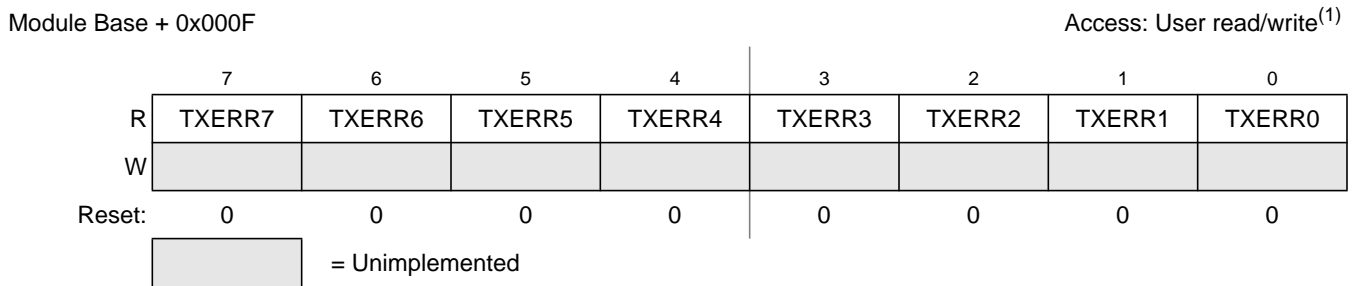 Module Base + 0x000F Access: User read/write(1)
7 6 5 4 3 2 1 0
R TXERR7 TXERR6 TXERR5 TXERR4 TXERR3 TXERR2 TXERR1 TXERR0
W
Reset: 0 0 0 0 0 0 0 0
= Unimplemented